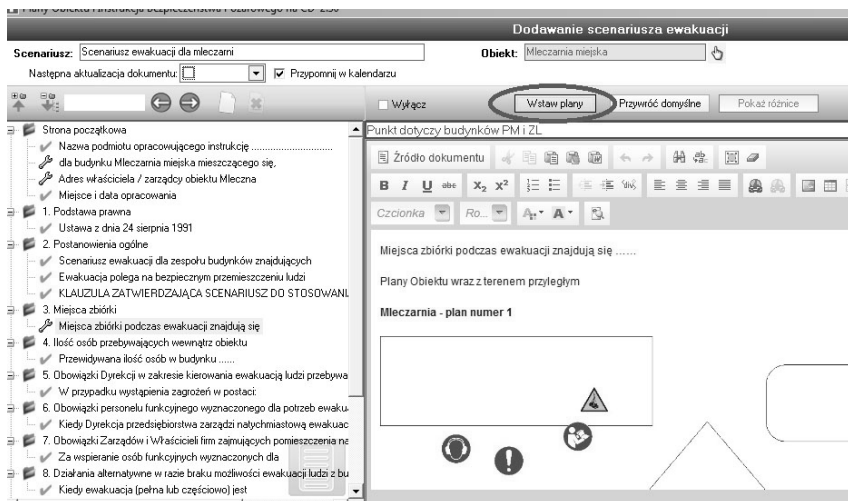 Dodawanie scenariusza ewakuacji
Scenariusz: Scenariusz ewakuacji dla mleczarni
Obiekt: Mleczarnia miejska
Następna aktualizacja dokumentu:
Przypomnij w kalendarzu
Wyłącz
Wstaw plany
Przywróć domyślne
Pokaż różnice
Strona początkowa
Nazwa podmiotu opracowującego instrukcję ..............................
dla budynku Mleczarnia miejska mieszczącego się,
Adres właściciela / zarządcy obiektu Mleczna
Miejsce i data opracowania
1. Podstawa prawna
Ustawa z dnia 24 sierpnia 1991
2. Postanowienia ogólne
Scenariusz ewakuacji dla zespołu budynków znajdujących
Ewakuacja polega na bezpiecznym przemieszczeniu ludzi
KLAUZULA ZATWIERDZAJĄCA SCENARIUSZ DO STOSOWANI
3. Miejsca zbiórki
Miejsca zbiórki podczas ewakuacji znajdują się
4. Ilość osób przebywających wewnątrz obiektu
Przewidywana ilość osób w budynku ......
5. Obowiązki Dyrekcji w zakresie kierowania ewakuacją ludzi przebywa
W przypadku wystąpienia zagrożeń w postaci:
6. Obowiązki personelu funkcyjnego wyznaczonego dla potrzeb ewaku
Kiedy Dyrekcja przedsiębiorstwa zarządzi natychmiastową ewakuac
7. Obowiązki Zarządów i Właścicieli firm zajmujących pomieszczenia na
Za wspieranie osób funkcyjnych wyznaczonych dla
8. Działania alternatywne w razie braku możliwości ewakuacji ludzi z bu
Kiedy ewakuacja (pełna lub częściowo) jest
Punkt dotyczy budynków PM i ZL
Źródło dokumentu
B I U abc X₂ X²
Czcionka Ro...
Miejsca zbiórki podczas ewakuacji znajdują się ......
Plany Obiektu wraz z terenem przyległym
Mleczarnia - plan numer 1